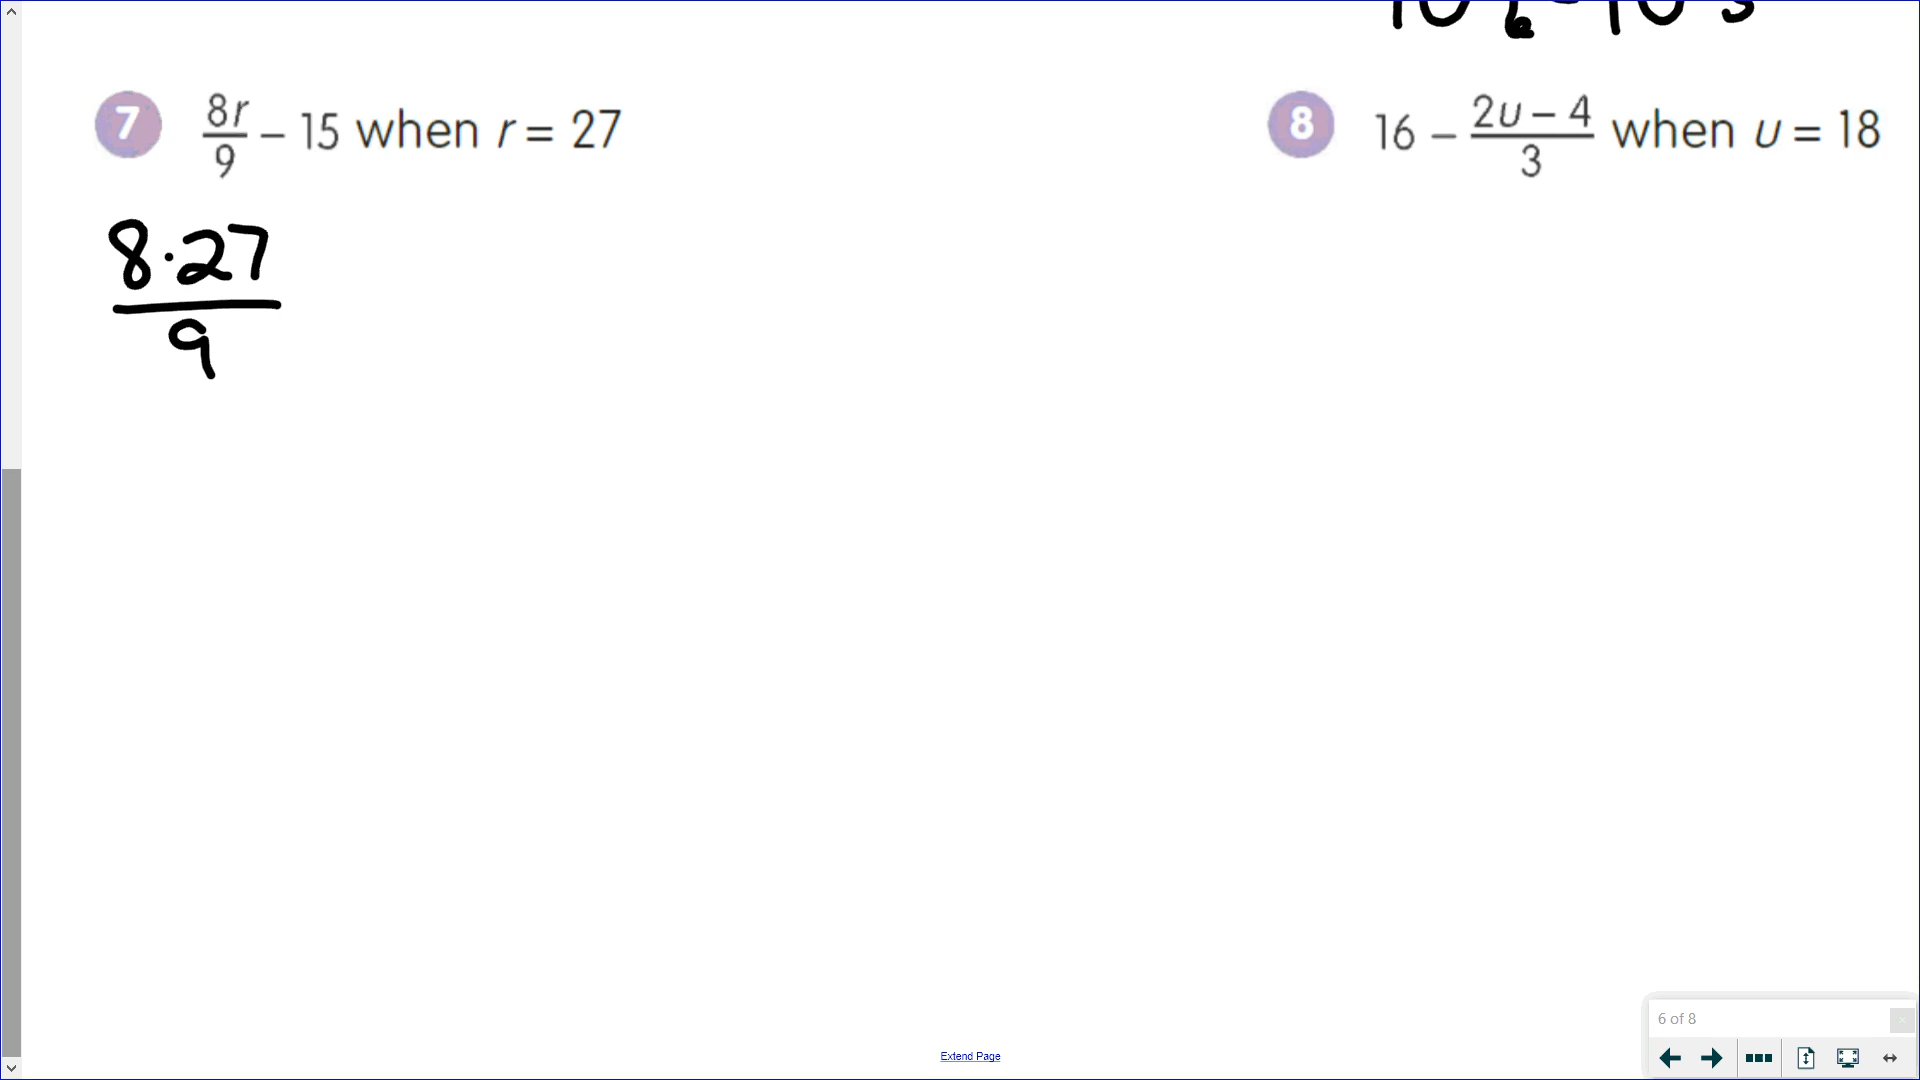 7 8r/9 – 15 when r = 27
8 16 – (2u – 4)/3 when u = 18
8·27
9
6 of 8
Extend Page